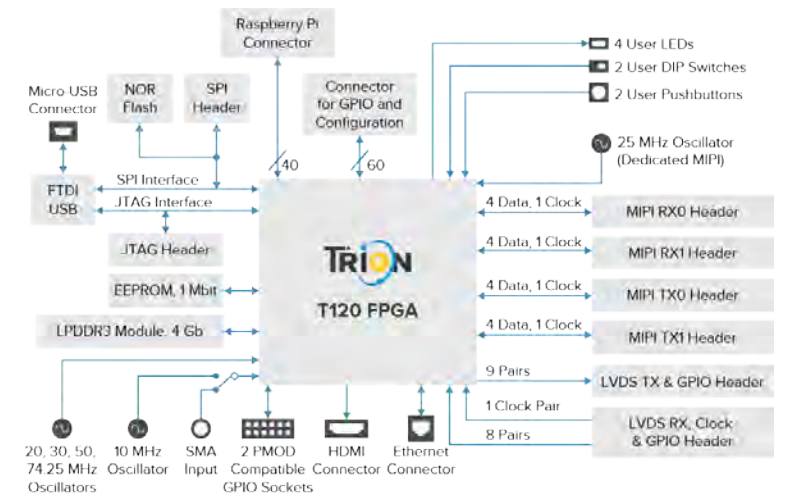 Raspberry Pi
Connector
4 User LEDs
2 User DIP Switches
2 User Pushbuttons
Micro-USB
Connector
NOR
Flash
SPI
Header
Connector
for GPIO and
Configuration
25 MHz Oscillator
(Dedicated MIPI)
40
60
FTDI
USB
SPI Interface
JTAG Interface
JTAG Header
EEPROM, 1 Mbit
LPDDR3 Module, 4 Gb
TRION
T120 FPGA
4 Data, 1 Clock
MIPI RX0 Header
4 Data, 1 Clock
MIPI RX1 Header
4 Data, 1 Clock
MIPI TX0 Header
4 Data, 1 Clock
MIPI TX1 Header
9 Pairs
LVDS TX & GPIO Header
1 Clock Pair
8 Pairs
LVDS RX, Clock
& GPIO Header
20, 30, 50,
74.25 MHz
Oscillators
10 MHz
Oscillator
SMA
Input
2 PMOD
Compatible
GPIO Sockets
HDMI
Connector
Ethernet
Connector